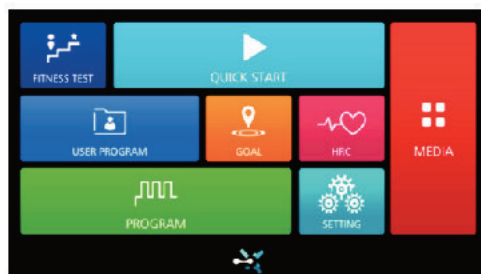 FITNESS TEST
QUICK START
USER PROGRAM
GOAL
HRC
MEDIA
PROGRAM
SETTING